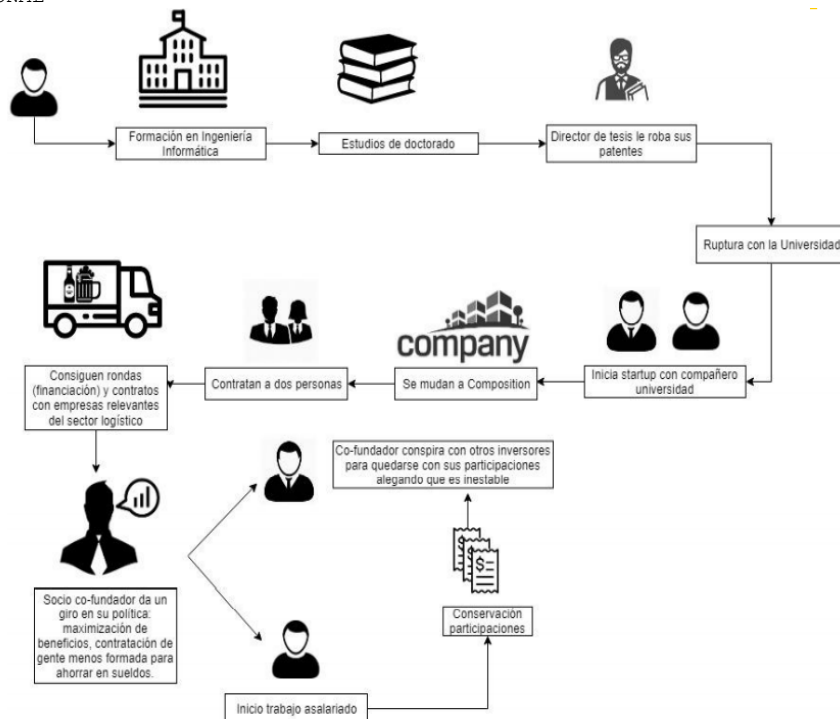 Formación en Ingeniería
Informática
Estudios de doctorado
Director de tesis le roba sus
patentes
Ruptura con la Universidad
Inicia startup con compañero
universidad
company
Se mudan a Composition
Contratan a dos personas
Consiguen rondas
(financiación) y contratos
con empresas relevantes
del sector logístico
Socio co-fundador da un
giro en su política:
maximización de
beneficios, contratación de
gente menos formada para
ahorrar en sueldos.
Co-fundador conspira con otros inversores
para quedarse con sus participaciones
alegando que es inestable
$=
Conservación
participaciones
Inicio trabajo asalariado